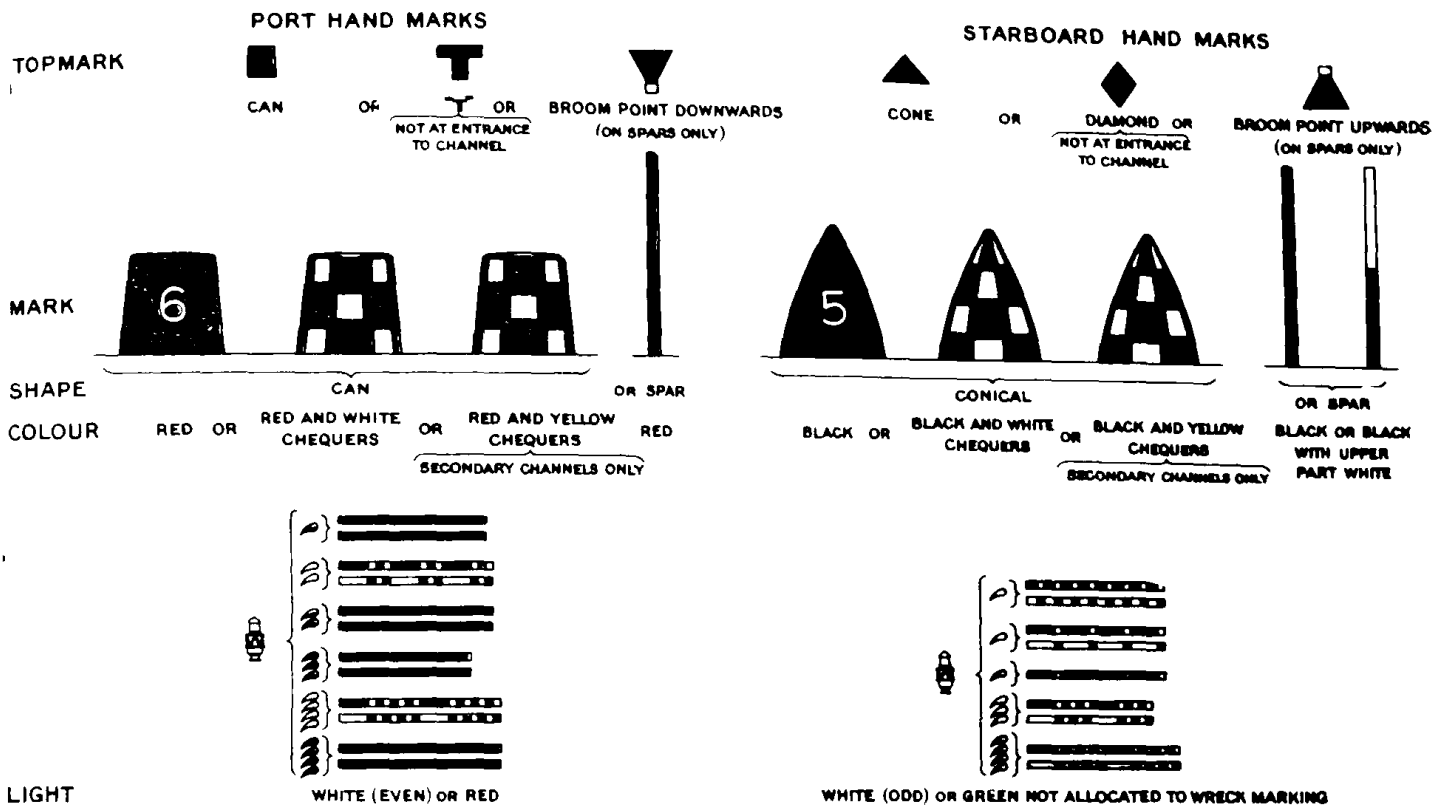 PORT HAND MARKS
TOPMARK
CAN OF OR
NOT AT ENTRANCE
TO CHANNEL
BROOM POINT DOWNWARDS
(ON SPARS ONLY)
STARBOARD HAND MARKS
CONE OR DIAMOND OR
NOT AT ENTRANCE
TO CHANNEL
BROOM POINT UPWARDS
(ON SPARS ONLY)
MARK
6
5
SHAPE
CAN
OR SPAR
CONICAL
OR SPAR
COLOUR
RED OR
RED AND WHITE
CHEQUERS
OR
RED AND YELLOW
CHEQUERS
SECONDARY CHANNELS ONLY
RED
BLACK OR
BLACK AND WHITE
CHEQUERS
OR
BLACK AND YELLOW
CHEQUERS
SECONDARY CHANNELS ONLY
BLACK OR BLACK
WITH UPPER
PART WHITE
LIGHT
WHITE (EVEN) OR RED
WHITE (ODD) OR GREEN NOT ALLOCATED TO WRECK MARKING